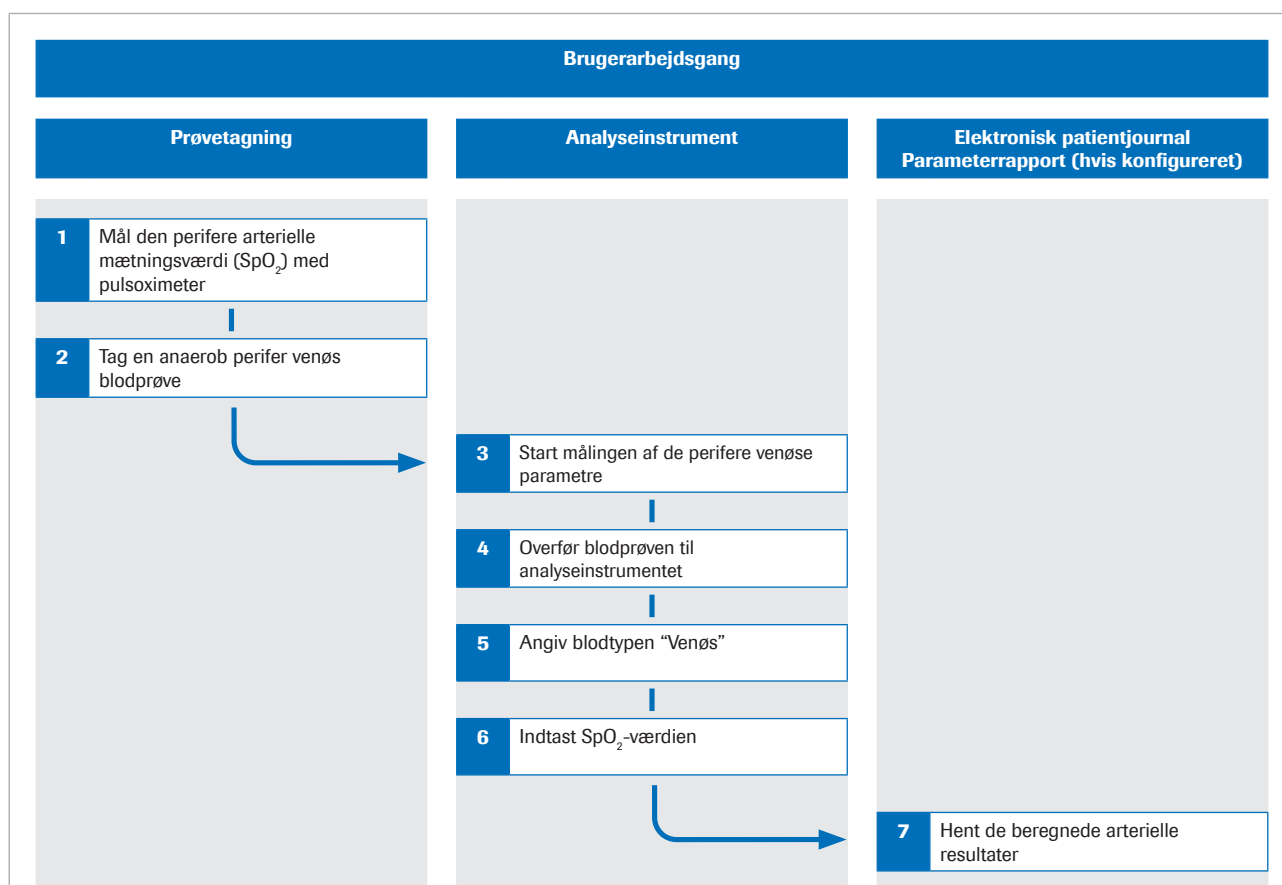 Brugerarbejdsgang
Prøvetagning
Analyseinstrument
Elektronisk patientjournal
Parameterrapport (hvis konfigureret)
1 Mål den perifere arterielle
mætningsværdi (SpO₂) med
pulsoximeter
2 Tag en anaerob perifer venøs
blodprøve
3 Start målingen af de perifere venøse
parametre
4 Overfør blodprøven til
analyseinstrumentet
5 Angiv blodtypen “Venøs”
6 Indtast SpO₂-værdien
7 Hent de beregnede arterielle
resultater